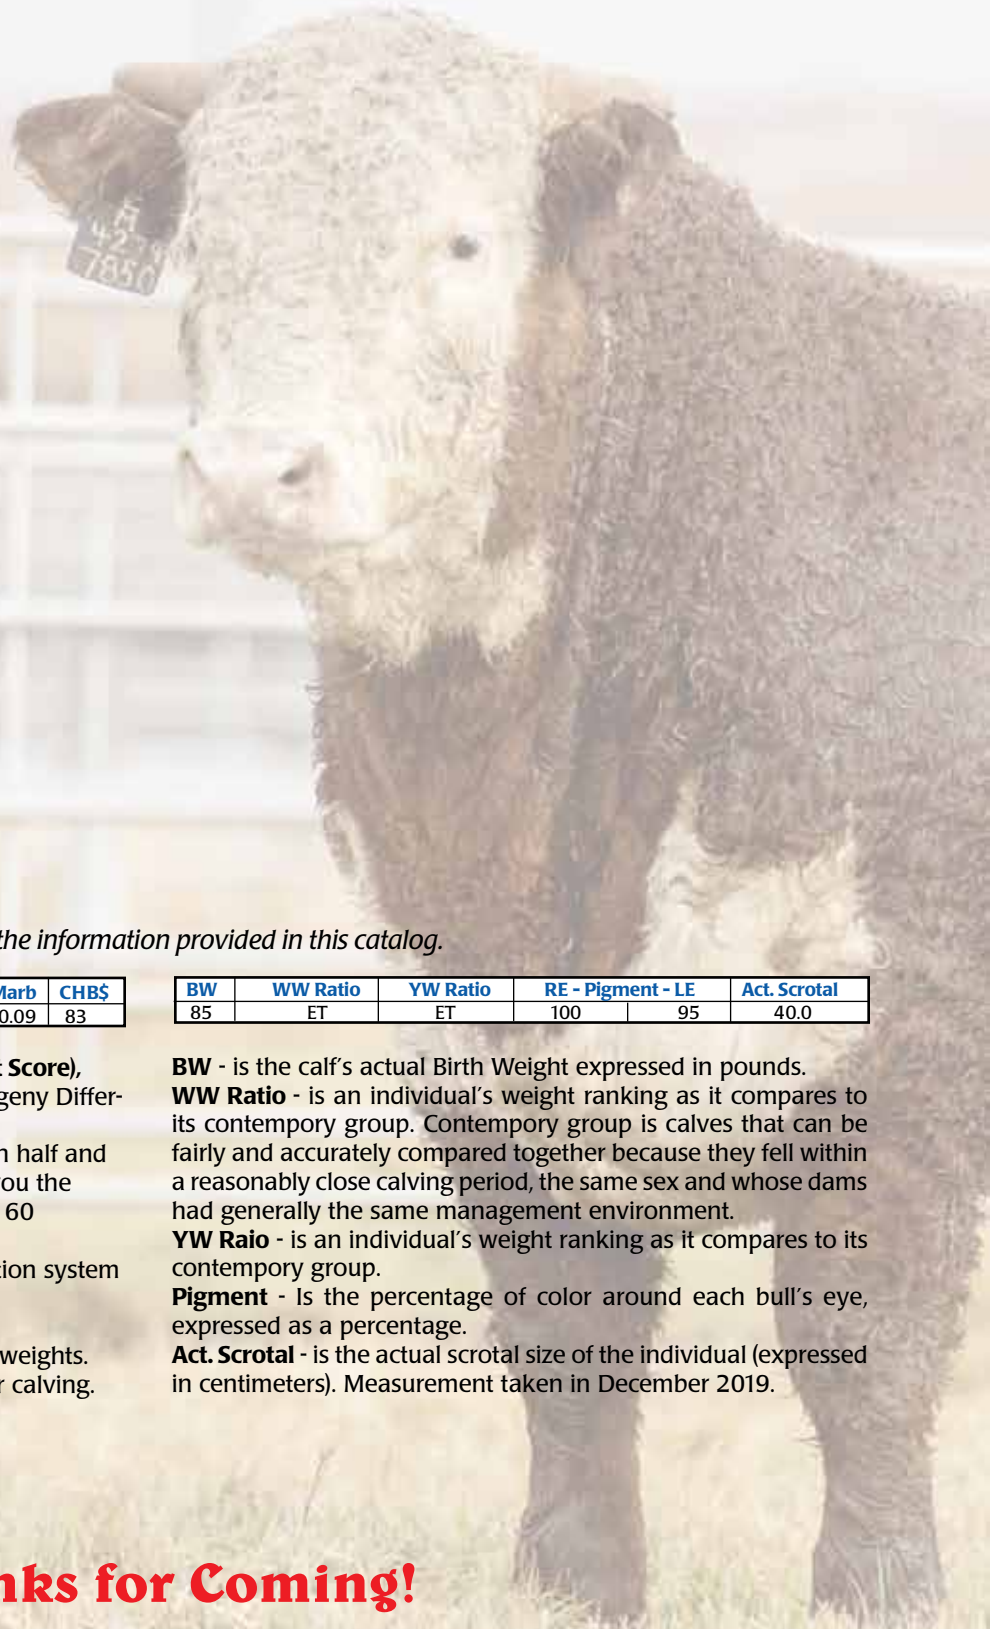 4279
7850
the information provided in this catalog.
Marb CHB$
0.09 83
BW WW Ratio YW Ratio RE - Pigment - LE Act. Scrotal
85 ET ET 100 95 40.0
Score),
geny Differ-
half and
you the
60
tion system
weights.
calving.
BW - is the calf's actual Birth Weight expressed in pounds.
WW Ratio - is an individual's weight ranking as it compares to
its contempory group. Contempory group is calves that can be
fairly and accurately compared together because they fell within
a reasonably close calving period, the same sex and whose dams
had generally the same management environment.
YW Raio - is an individual's weight ranking as it compares to its
contempory group.
Pigment - Is the percentage of color around each bull's eye,
expressed as a percentage.
Act. Scrotal - is the actual scrotal size of the individual (expressed
in centimeters). Measurement taken in December 2019.
nks for Coming!